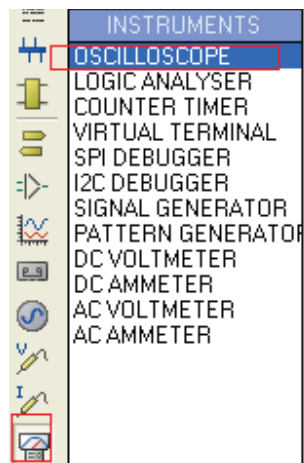 INSTRUMENTS
OSCILLOSCOPE
LOGIC ANALYSER
COUNTER TIMER
VIRTUAL TERMINAL
SPI DEBUGGER
I2C DEBUGGER
SIGNAL GENERATOR
PATTERN GENERATOR
DC VOLTMETER
DC AMMETER
AC VOLTMETER
AC AMMETER
V
I